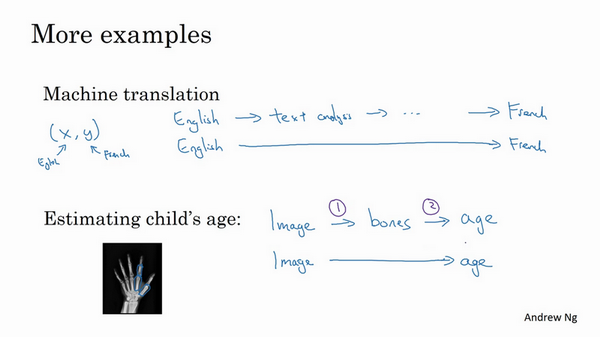 More examples
Machine translation
English → text analysis → ... → French
(x, y)
English French
English → French
Estimating child's age:
① ②
Image → bones → age
Image → age
Andrew Ng